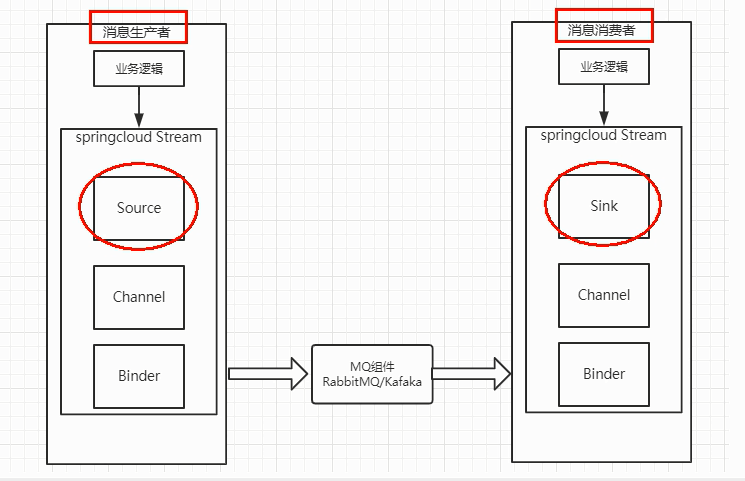 消息生产者
业务逻辑
springcloud Stream
Source
Channel
Binder
MQ组件
RabbitMQ/Kafaka
消息消费者
业务逻辑
springcloud Stream
Sink
Channel
Binder